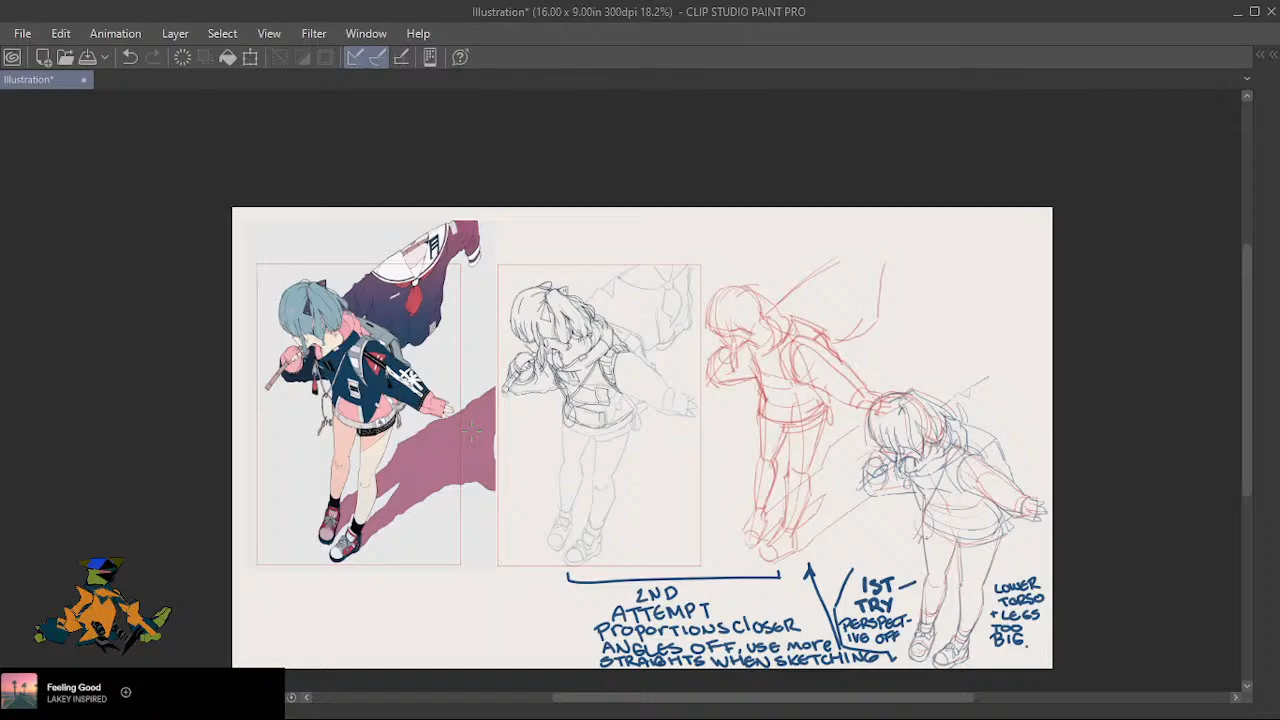 Illustration* (16.00 x 9.00in 300dpi 18.2%) - CLIP STUDIO PAINT PRO
File Edit Animation Layer Select View Filter Window Help
Illustration*
2ND
ATTEMPT
PROPORTIONS CLOSER
ANGLES OFF, USE MORE
STRAIGHTS WHEN SKETCHING
1ST
TRY
PERSPECT-
IVE OFF
LOWER
TORSO
+ LEGS
TOO
BIG.
Feeling Good
LAKEY INSPIRED